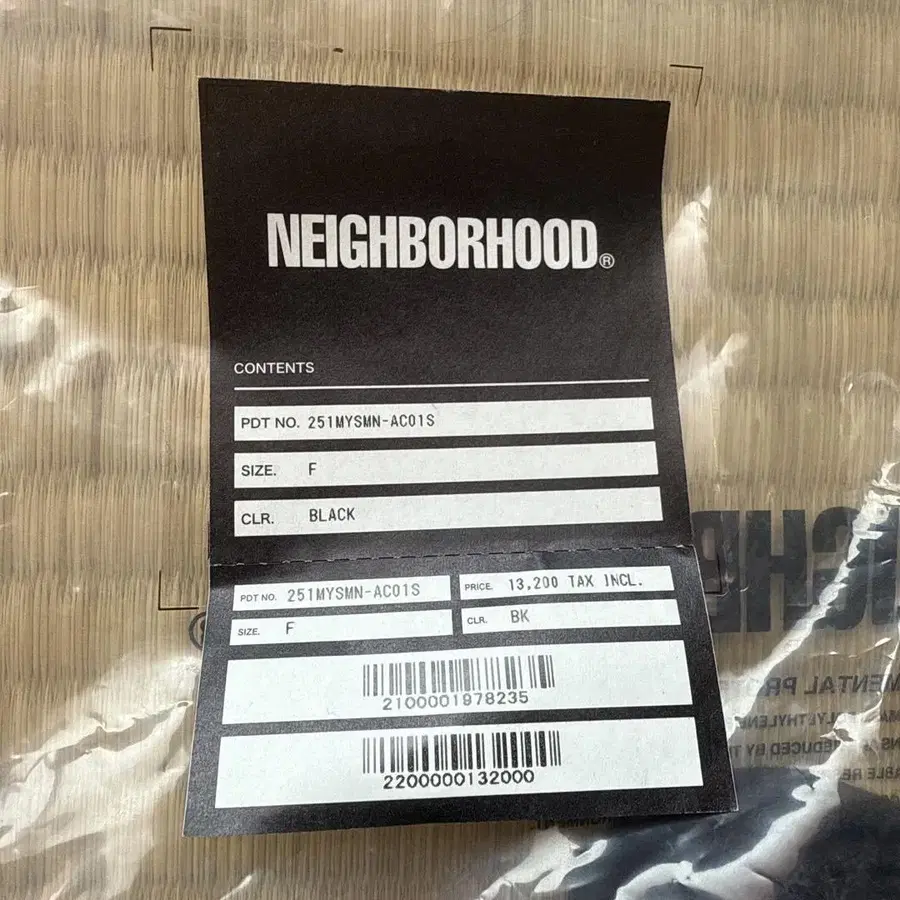 NEIGHBORHOOD®
CONTENTS
PDT NO. 251MYSMN-AC01S
SIZE. F
CLR. BLACK
PDT NO. 251MYSMN-AC01S
PRICE. 13,200 TAX INCL.
SIZE. F
CLR. BK
2100001978235
2200000132000